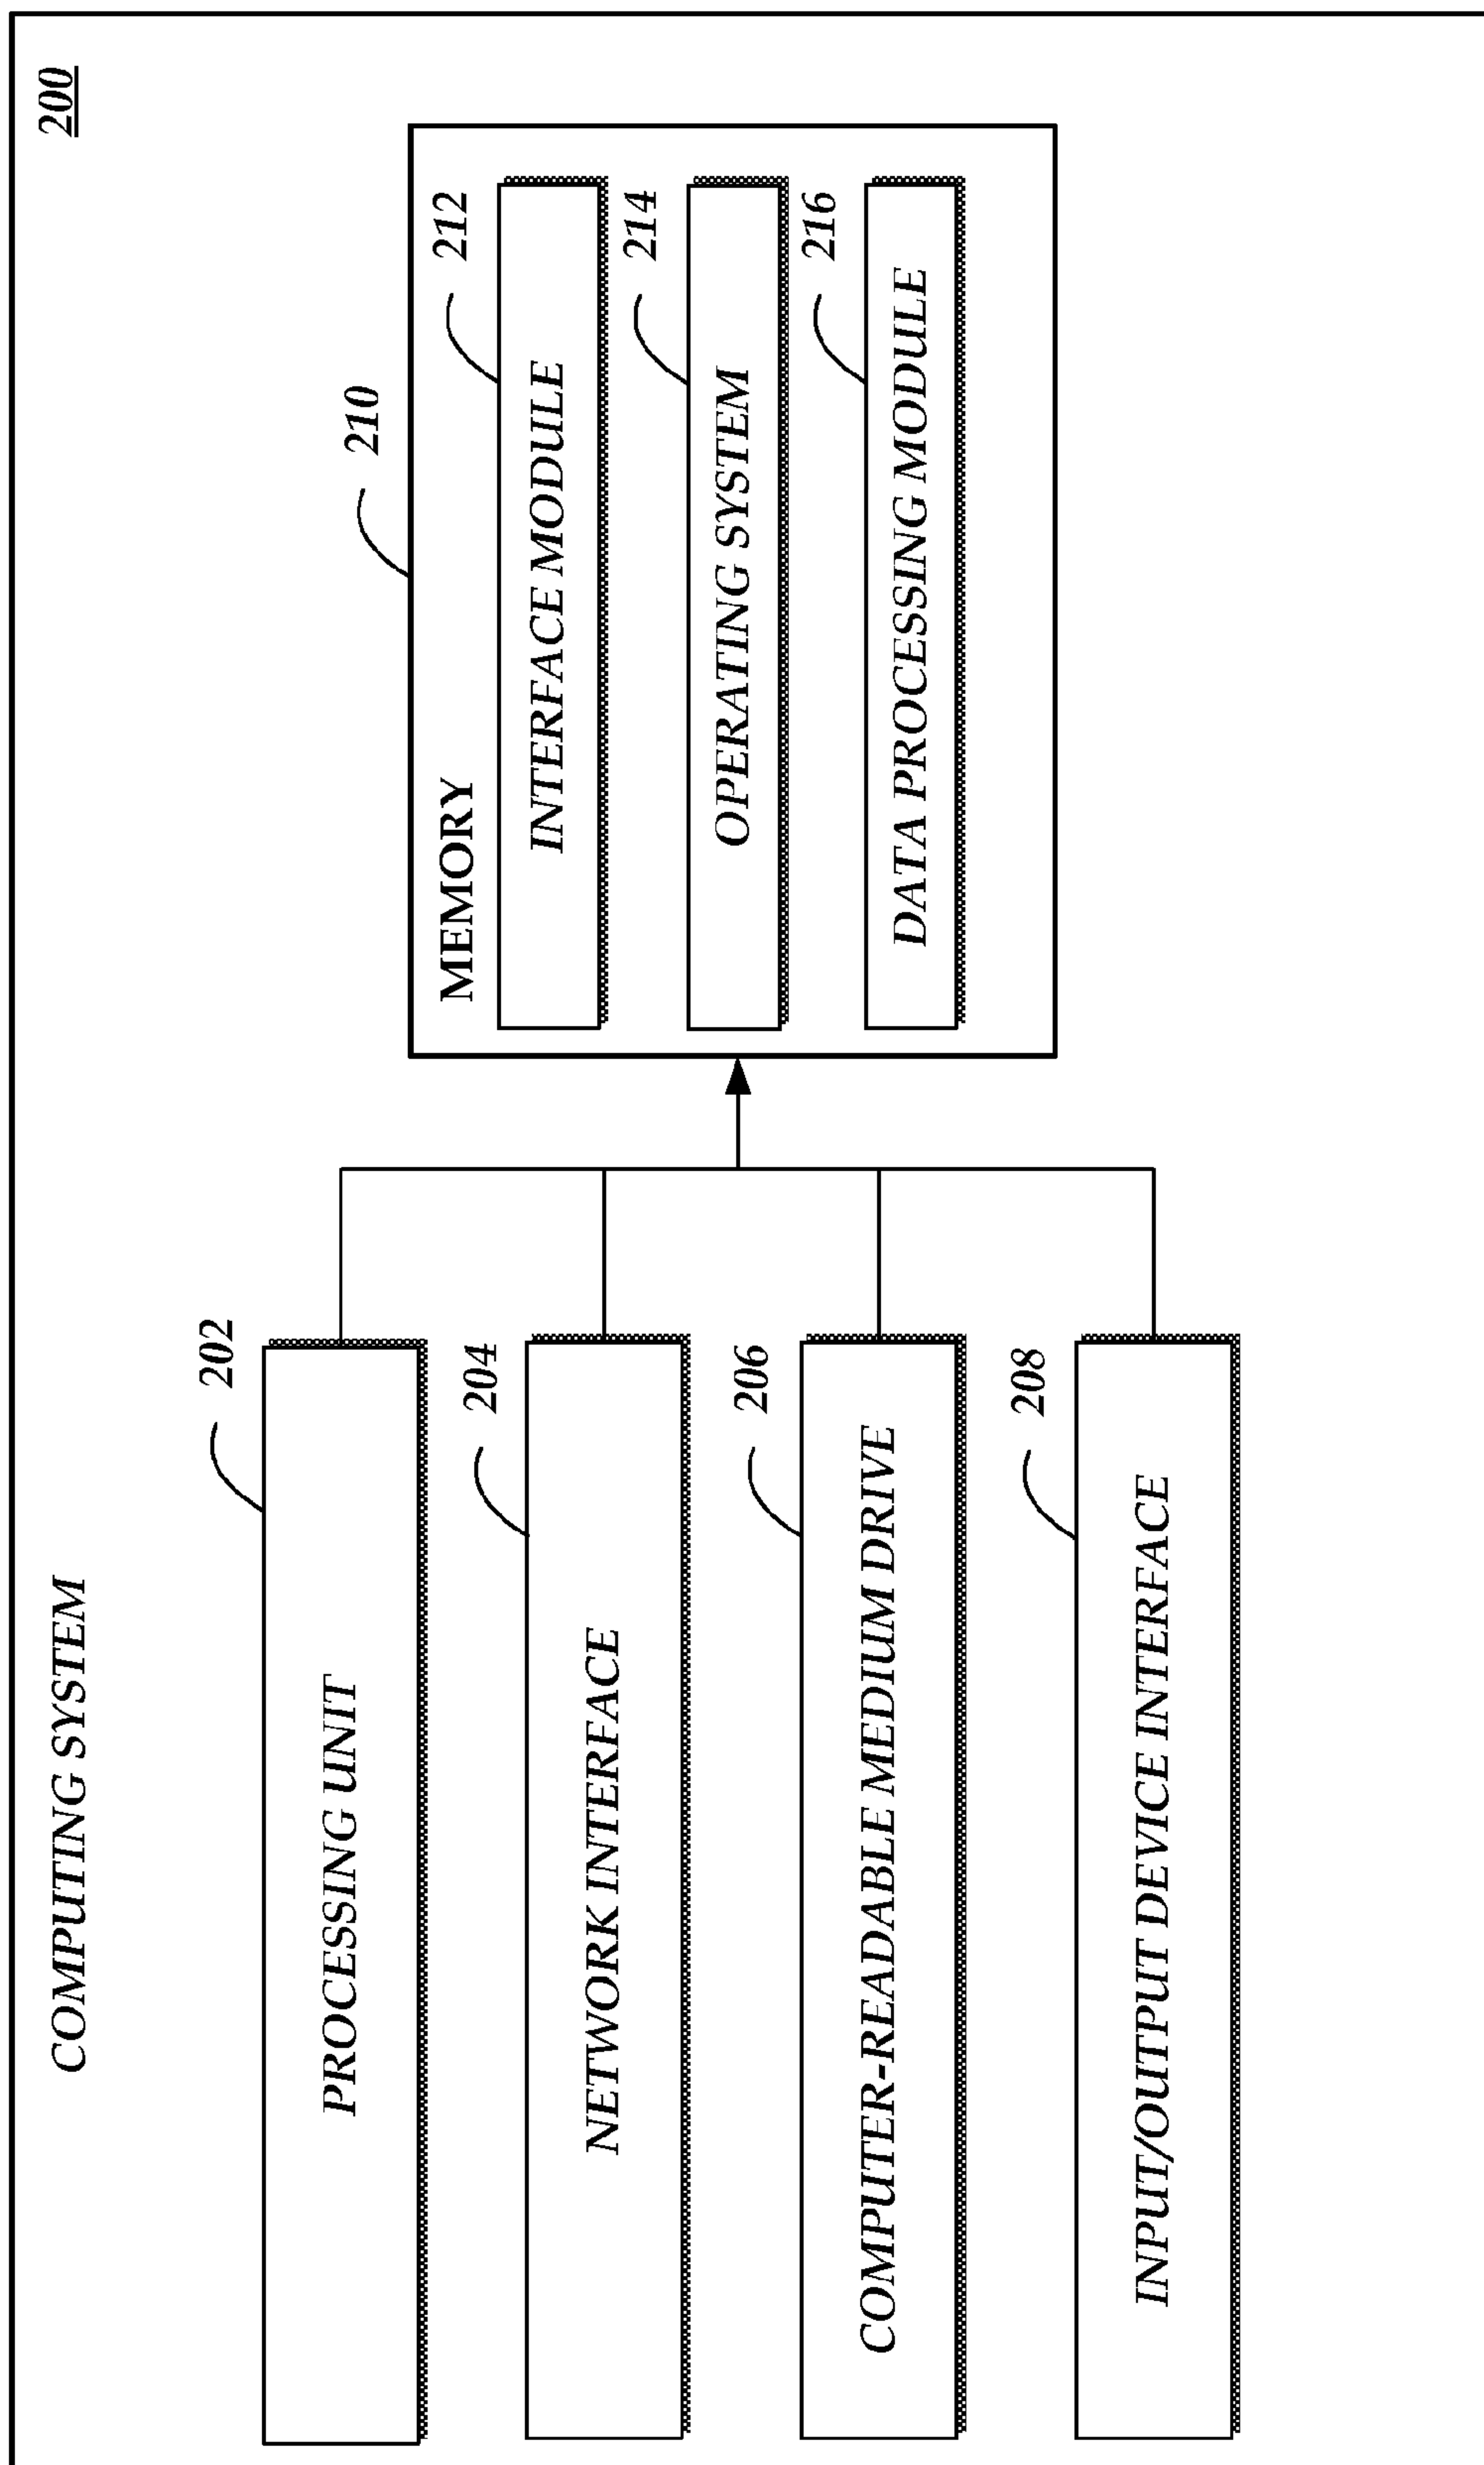 COMPUTING SYSTEM
200
202
PROCESSING UNIT
204
NETWORK INTERFACE
206
COMPUTER-READABLE MEDIUM DRIVE
208
INPUT/OUTPUT DEVICE INTERFACE
210
MEMORY
212
INTERFACE MODULE
214
OPERATING SYSTEM
216
DATA PROCESSING MODULE